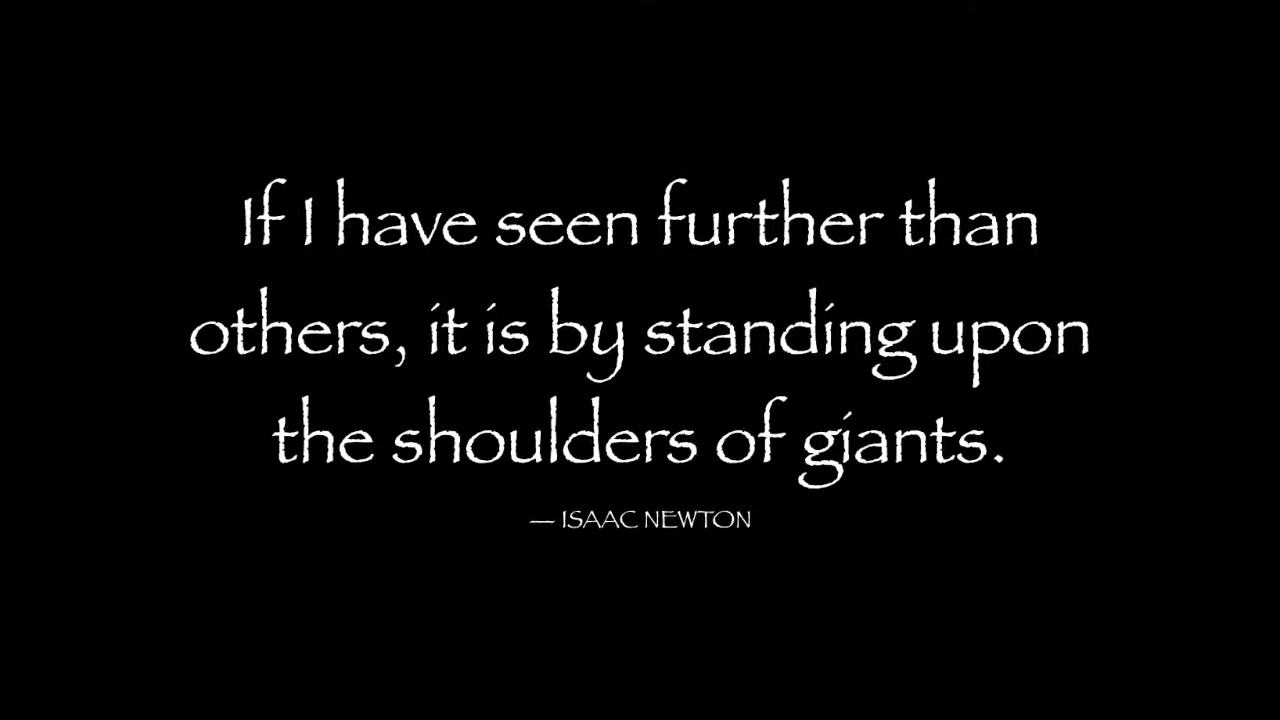 If I have seen further than
others, it is by standing upon
the shoulders of giants.
— ISAAC NEWTON